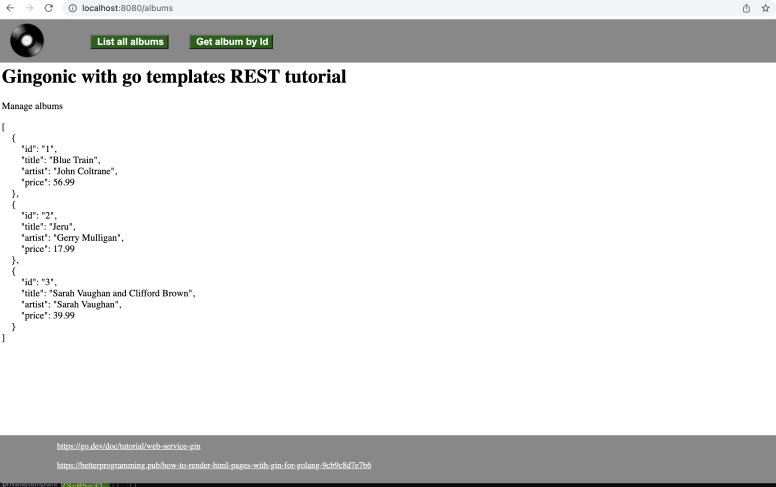 localhost:8080/albums
List all albums
Get album by Id
Gingonic with go templates REST tutorial
Manage albums
[
{
"id": "1",
"title": "Blue Train",
"artist": "John Coltrane",
"price": 56.99
},
{
"id": "2",
"title": "Jeru",
"artist": "Gerry Mulligan",
"price": 17.99
},
{
"id": "3",
"title": "Sarah Vaughan and Clifford Brown",
"artist": "Sarah Vaughan",
"price": 39.99
}
]
https://go.dev/doc/tutorial/web-service-gin
https://betterprogramming.pub/how-to-render-html-pages-with-gin-for-golang-9cb9c8d7e7b6